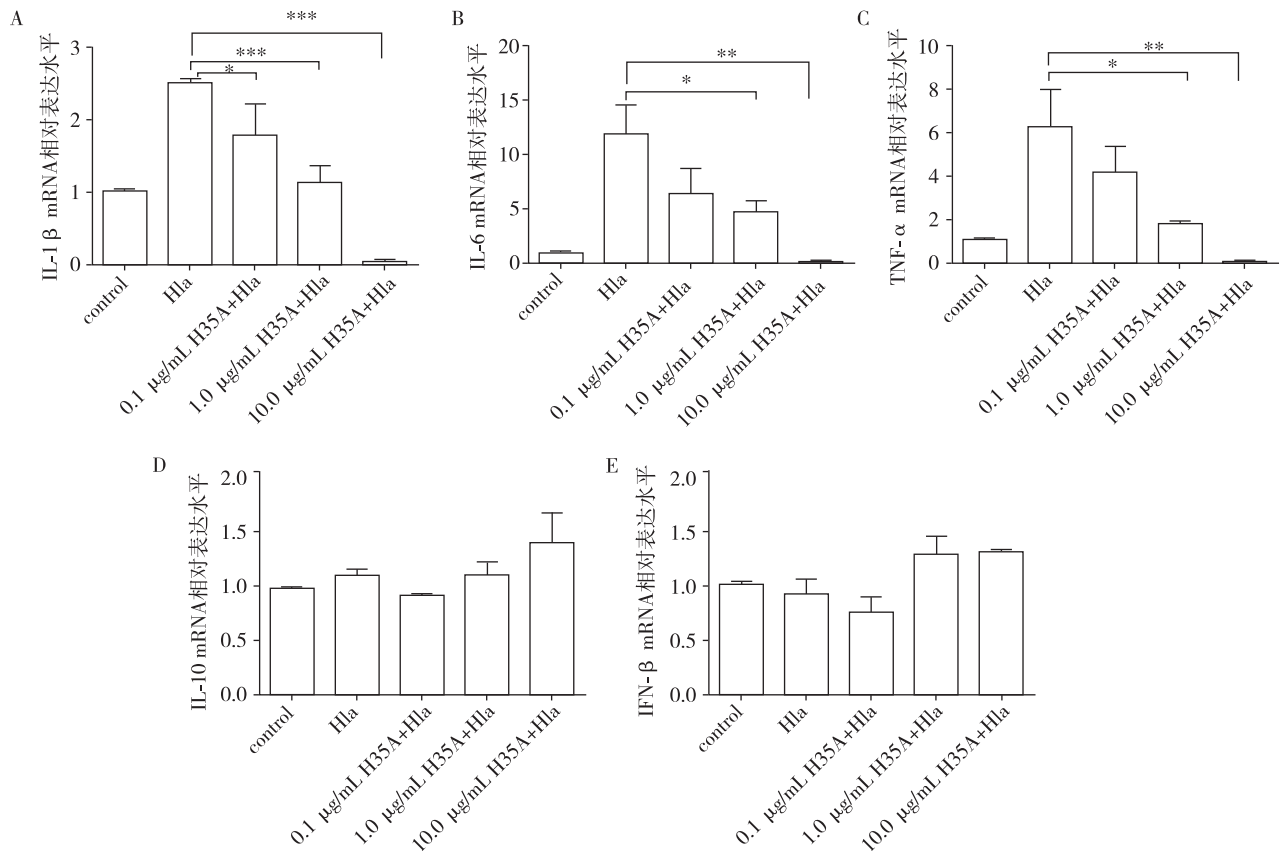 A
IL-1β mRNA相对表达水平
3
2
1
0
***
***
*
control
Hla
0.1 μg/mL H35A+Hla
1.0 μg/mL H35A+Hla
10.0 μg/mL H35A+Hla
B
IL-6 mRNA相对表达水平
20
15
10
5
0
**
*
control
Hla
0.1 μg/mL H35A+Hla
1.0 μg/mL H35A+Hla
10.0 μg/mL H35A+Hla
C
TNF-α mRNA相对表达水平
10
8
6
4
2
0
**
*
control
Hla
0.1 μg/mL H35A+Hla
1.0 μg/mL H35A+Hla
10.0 μg/mL H35A+Hla
D
IL-10 mRNA相对表达水平
2.0
1.5
1.0
0.5
0.0
control
Hla
0.1 μg/mL H35A+Hla
1.0 μg/mL H35A+Hla
10.0 μg/mL H35A+Hla
E
IFN-β mRNA相对表达水平
2.0
1.5
1.0
0.5
0.0
control
Hla
0.1 μg/mL H35A+Hla
1.0 μg/mL H35A+Hla
10.0 μg/mL H35A+Hla